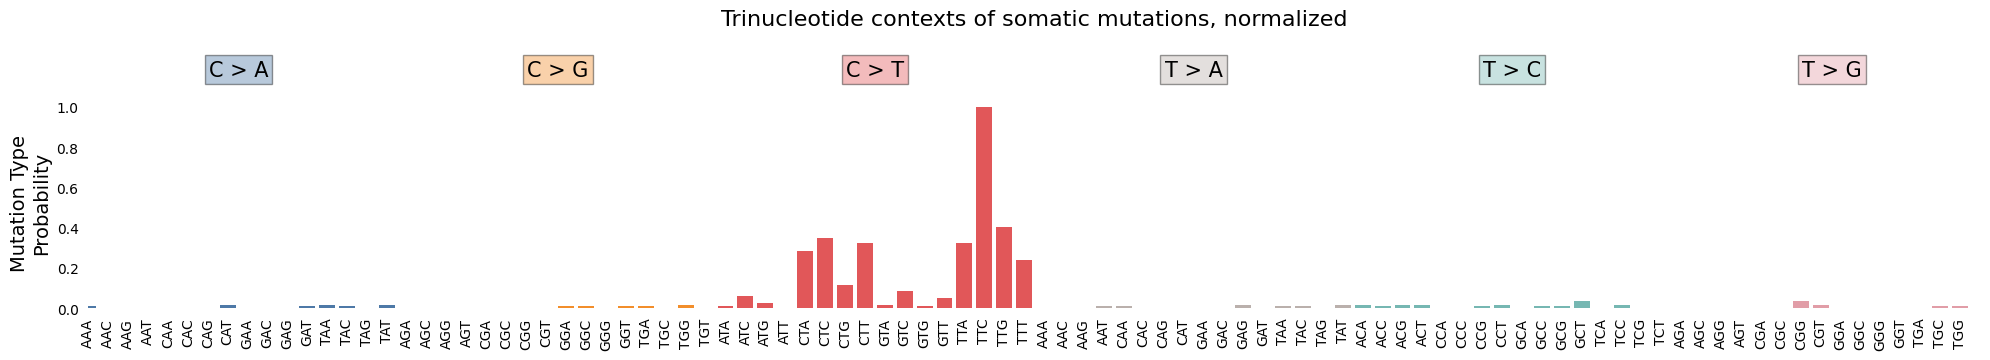 Trinucleotide contexts of somatic mutations, normalized
C > A
C > G
C > T
T > A
T > C
T > G
Mutation Type
Probability
1.0
0.8
0.6
0.4
0.2
0.0
AAA
AAC
AAG
AAT
CAA
CAC
CAG
CAT
GAA
GAC
GAG
GAT
TAA
TAC
TAG
TAT
AGA
AGC
AGG
AGT
CGA
CGC
CGG
CGT
GGA
GGC
GGG
GGT
TGA
TGC
TGG
TGT
ATA
ATC
ATG
ATT
CTA
CTC
CTG
CTT
GTA
GTC
GTG
GTT
TTA
TTC
TTG
TTT
AAA
AAC
AAG
AAT
CAA
CAC
CAG
CAT
GAA
GAC
GAG
GAT
TAA
TAC
TAG
TAT
ACA
ACC
ACG
ACT
CCA
CCC
CCG
CCT
GCA
GCC
GCG
GCT
TCA
TCC
TCG
TCT
AGA
AGC
AGG
AGT
CGA
CGC
CGG
CGT
GGA
GGC
GGG
GGT
TGA
TGC
TGG